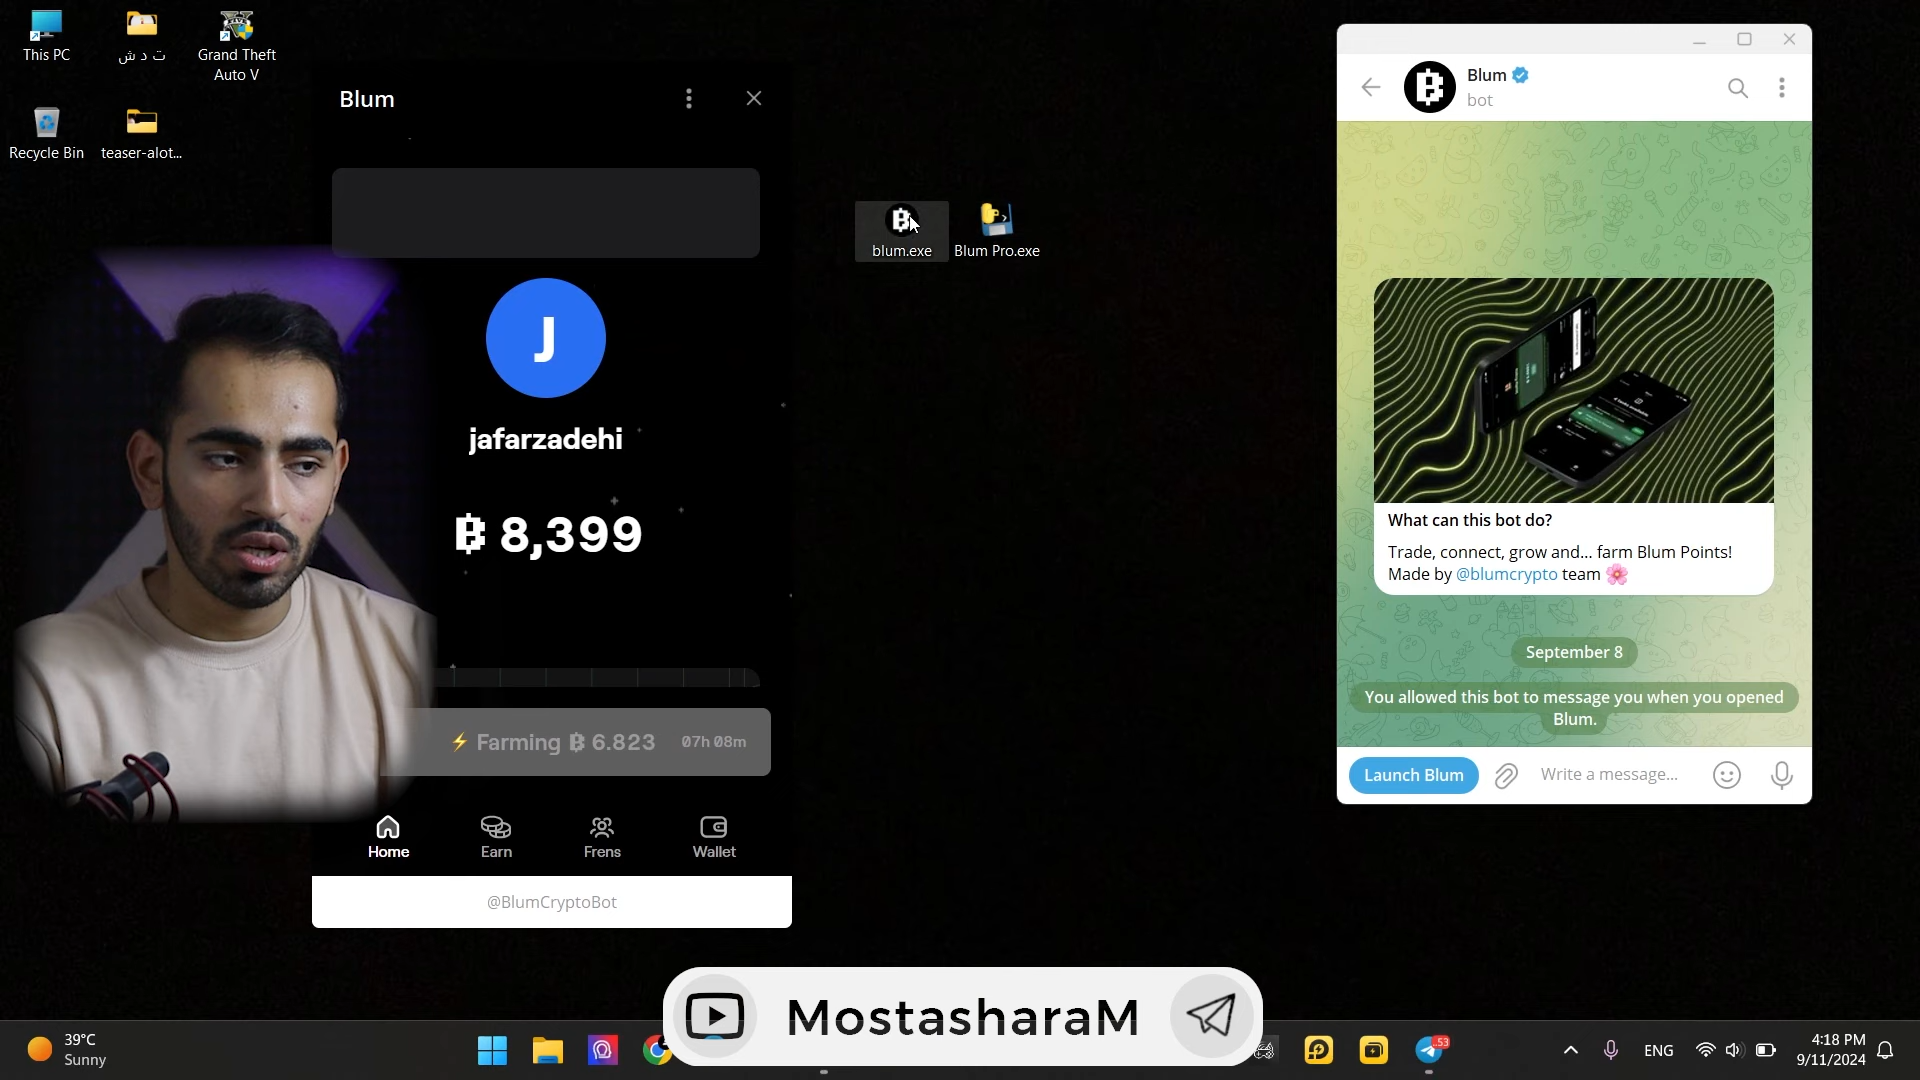 This PC
ت د ش
Grand Theft
Auto V
Recycle Bin
teaser-alot...
Blum
J
jafarzadehi
8,399
Farming 6.823 07h 08m
Home
Earn
Frens
Wallet
@BlumCryptoBot
blum.exe
Blum Pro.exe
Blum
bot
What can this bot do?
Trade, connect, grow and... farm Blum Points!
Made by @blumcrypto team 🌸
September 8
You allowed this bot to message you when you opened
Blum.
Launch Blum
Write a message...
MostasharaM
39°C
Sunny
..53
ENG
4:18 PM
9/11/2024